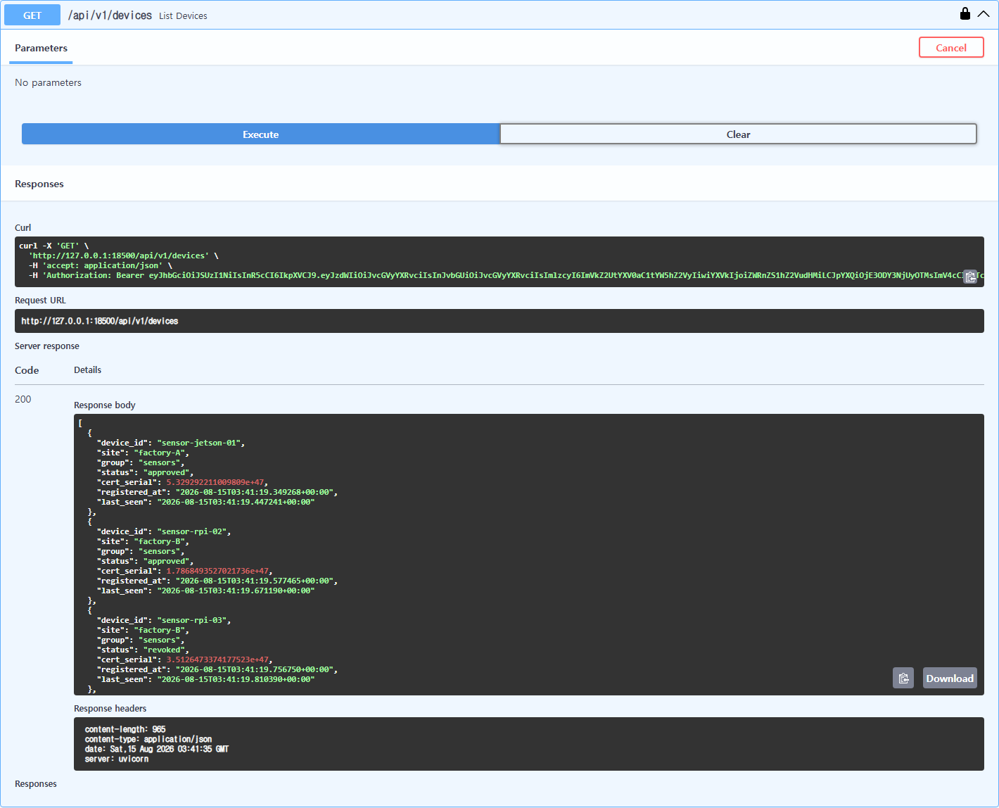 GET /api/v1/devices List Devices
Parameters
Cancel
No parameters
Execute
Clear
Responses
Curl
curl -X 'GET' \
'http://127.0.0.1:18500/api/v1/devices' \
-H 'accept: application/json' \
-H 'Authorization: Bearer
Request URL
http://127.0.0.1:18500/api/v1/devices
Server response
Code Details
200
Response body
[
{
"device_id": "sensor-jetson-01",
"site": "factory-A",
"group": "sensors",
"status": "approved",
"cert_serial": 5.329292211009809e+47,
"registered_at": "2026-08-15T03:41:19.349268+00:00",
"last_seen": "2026-08-15T03:41:19.447241+00:00"
},
{
"device_id": "sensor-rpi-02",
"site": "factory-B",
"group": "sensors",
"status": "approved",
"cert_serial": 1.7868493527021736e+47,
"registered_at": "2026-08-15T03:41:19.577465+00:00",
"last_seen": "2026-08-15T03:41:19.671190+00:00"
},
{
"device_id": "sensor-rpi-03",
"site": "factory-B",
"group": "sensors",
"status": "revoked",
"cert_serial": 3.5126473374177523e+47,
"registered_at": "2026-08-15T03:41:19.756750+00:00",
"last_seen": "2026-08-15T03:41:19.810390+00:00"
},
Download
Response headers
content-length: 965
content-type: application/json
date: Sat,15 Aug 2026 03:41:35 GMT
server: uvicorn
Responses